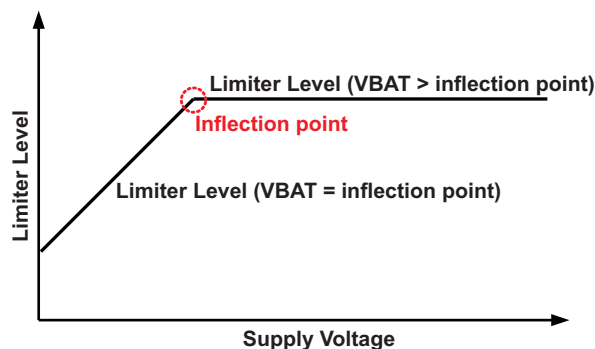 Limiter Level (VBAT > inflection point)
Inflection point
Limiter Level (VBAT = inflection point)
Limiter Level
Supply Voltage